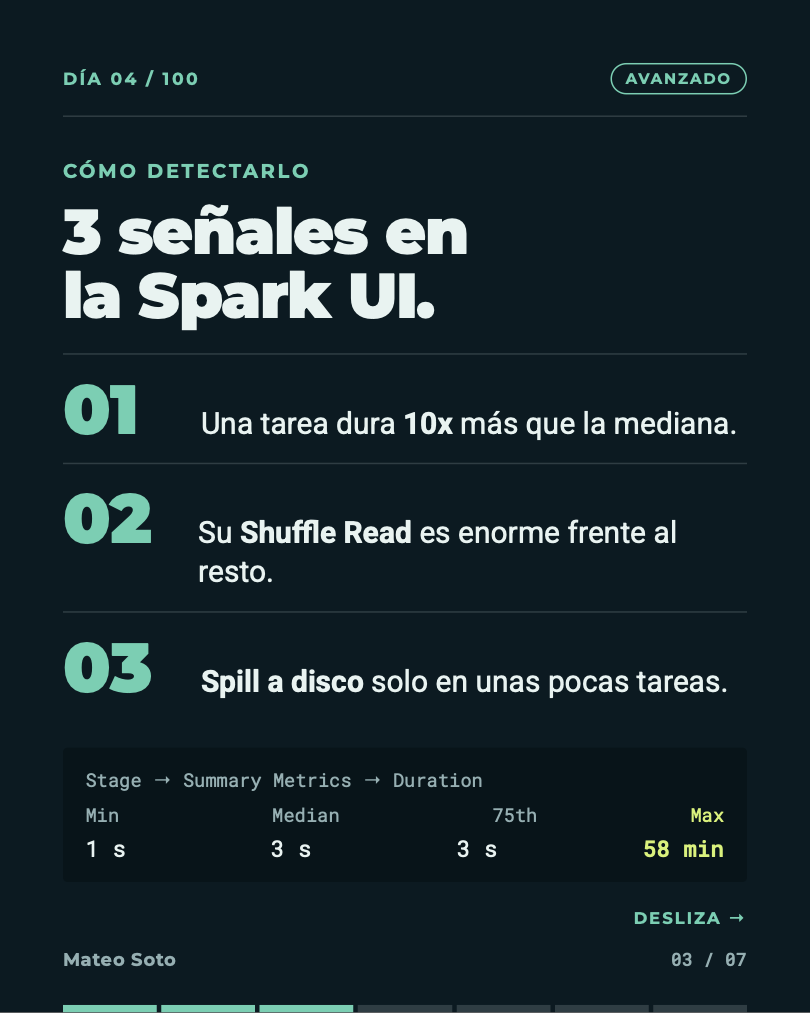 DÍA 04 / 100
AVANZADO
CÓMO DETECTARLO
3 señales en
la Spark UI.
01 Una tarea dura 10x más que la mediana.
02 Su Shuffle Read es enorme frente al
resto.
03 Spill a disco solo en unas pocas tareas.
Stage → Summary Metrics → Duration
Min Median 75th Max
1 s 3 s 3 s 58 min
DESLIZA →
Mateo Soto 03 / 07